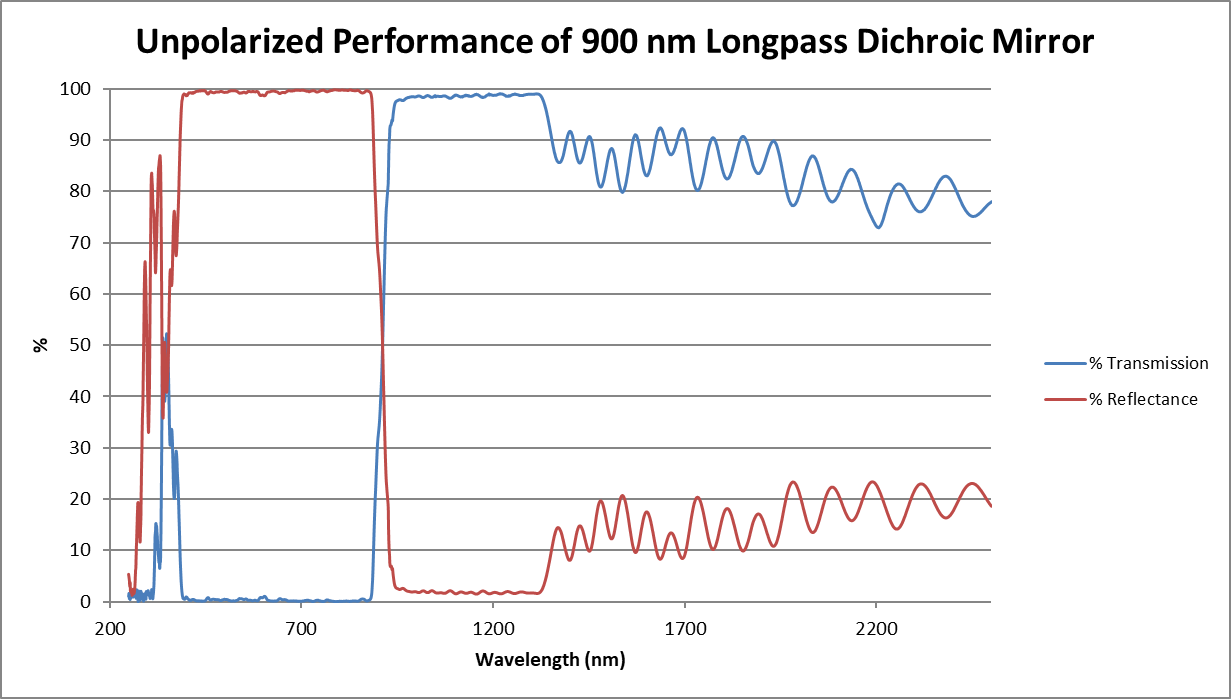 Unpolarized Performance of 900 nm Longpass Dichroic Mirror
100
90
80
70
60
50
40
30
20
10
0
%
200 700 1200 1700 2200
Wavelength (nm)
% Transmission
% Reflectance